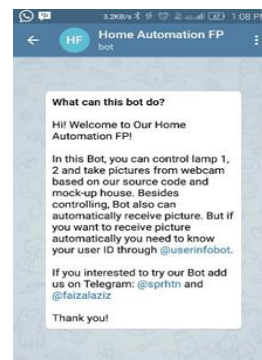 3.2KB/s 1:08 PM
HF Home Automation FP
bot
What can this bot do?
Hi! Welcome to Our Home
Automation FP!
In this Bot, you can control lamp 1,
2 and take pictures from webcam
based on our source code and
mock-up house. Besides
controlling, Bot also can
automatically receive picture. But if
you want to receive picture
automatically you need to know
your user ID through @userinfobot.
If you interested to try our Bot add
us on Telegram: @sprhtn and
@faizalaziz
Thank you!